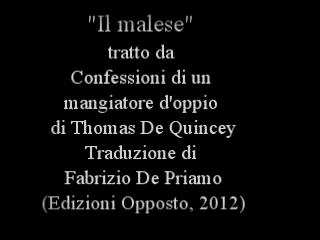 "Il malese"
tratto da
Confessioni di un
mangiatore d'oppio
di Thomas De Quincey
Traduzione di
Fabrizio De Priamo
(Edizioni Opposto, 2012)